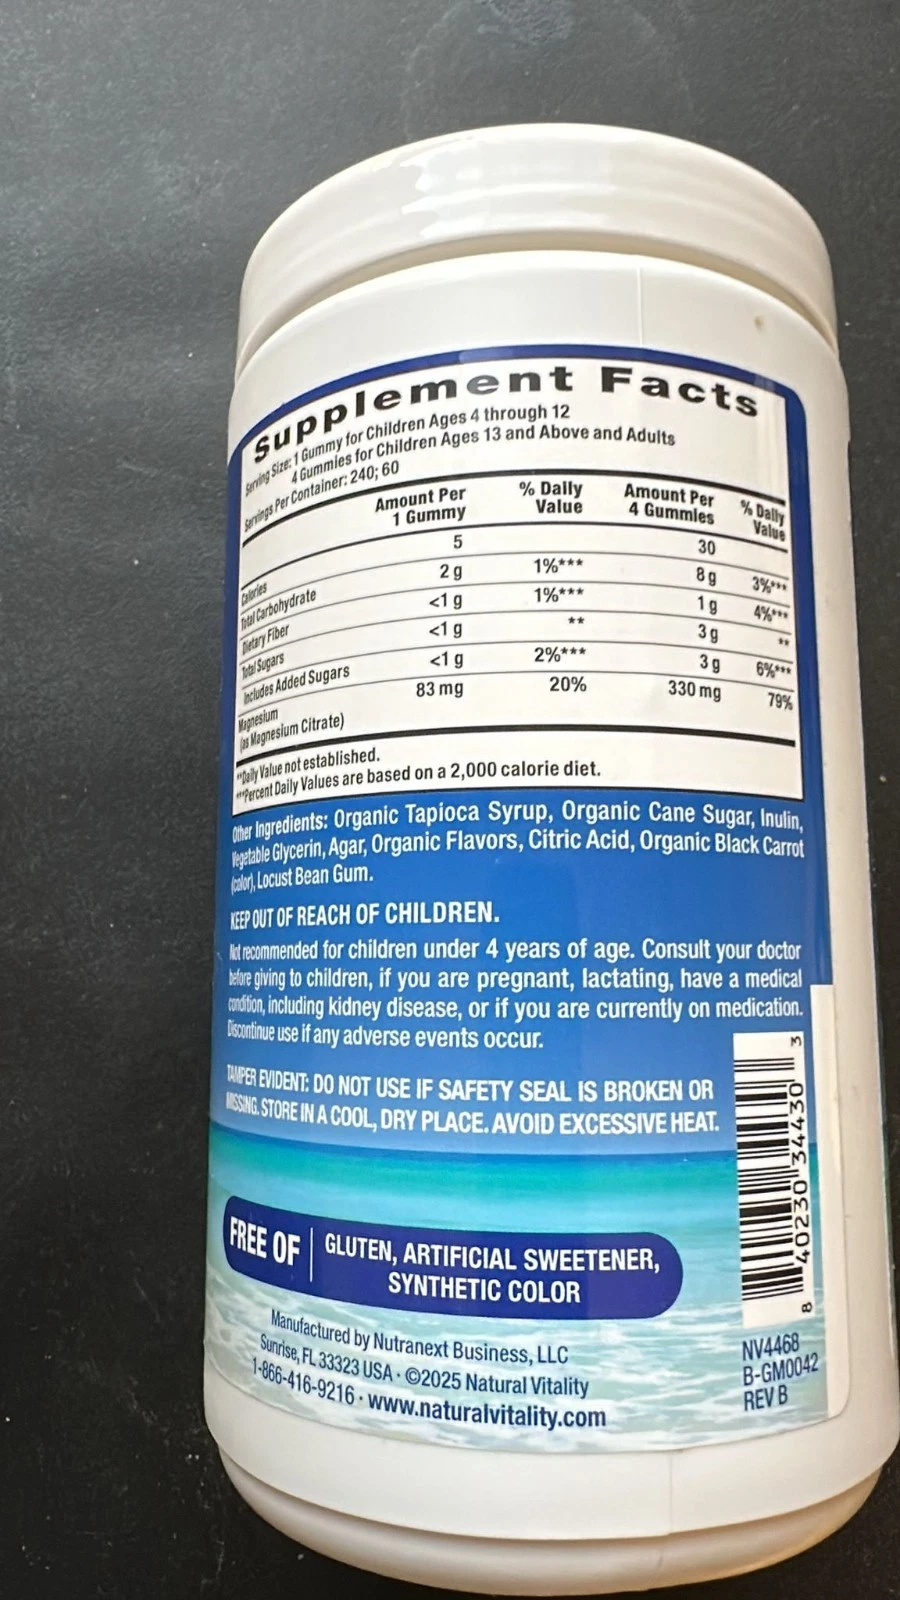 Supplement Facts
Serving Size: 1 Gummy for Children Ages 4 through 12
4 Gummies for Children Ages 13 and Above and Adults
Servings Per Container: 240; 60
Amount Per 1 Gummy % Daily Value Amount Per 4 Gummies % Daily Value
Calories 5 30
Total Carbohydrate 2 g 1%*** 8 g 3%***
Dietary Fiber <1 g 1%*** 1 g 4%***
Total Sugars <1 g ** 3 g **
Includes Added Sugars <1 g 2%*** 3 g 6%***
Magnesium 83 mg 20% 330 mg 79%
(as Magnesium Citrate)
**Daily Value not established.
***Percent Daily Values are based on a 2,000 calorie diet.
Other Ingredients: Organic Tapioca Syrup, Organic Cane Sugar, Inulin,
Vegetable Glycerin, Agar, Organic Flavors, Citric Acid, Organic Black Carrot
(color), Locust Bean Gum.
KEEP OUT OF REACH OF CHILDREN.
Not recommended for children under 4 years of age. Consult your doctor
before giving to children, if you are pregnant, lactating, have a medical
condition, including kidney disease, or if you are currently on medication.
Discontinue use if any adverse events occur.
TAMPER EVIDENT: DO NOT USE IF SAFETY SEAL IS BROKEN OR
MISSING. STORE IN A COOL, DRY PLACE. AVOID EXCESSIVE HEAT.
8 40230 34430 3
FREE OF | GLUTEN, ARTIFICIAL SWEETENER,
SYNTHETIC COLOR
Manufactured by Nutranext Business, LLC
Sunrise, FL 33323 USA · ©2025 Natural Vitality
1-866-416-9216 · www.naturalvitality.com
NV4468
B-GM0042
REV B